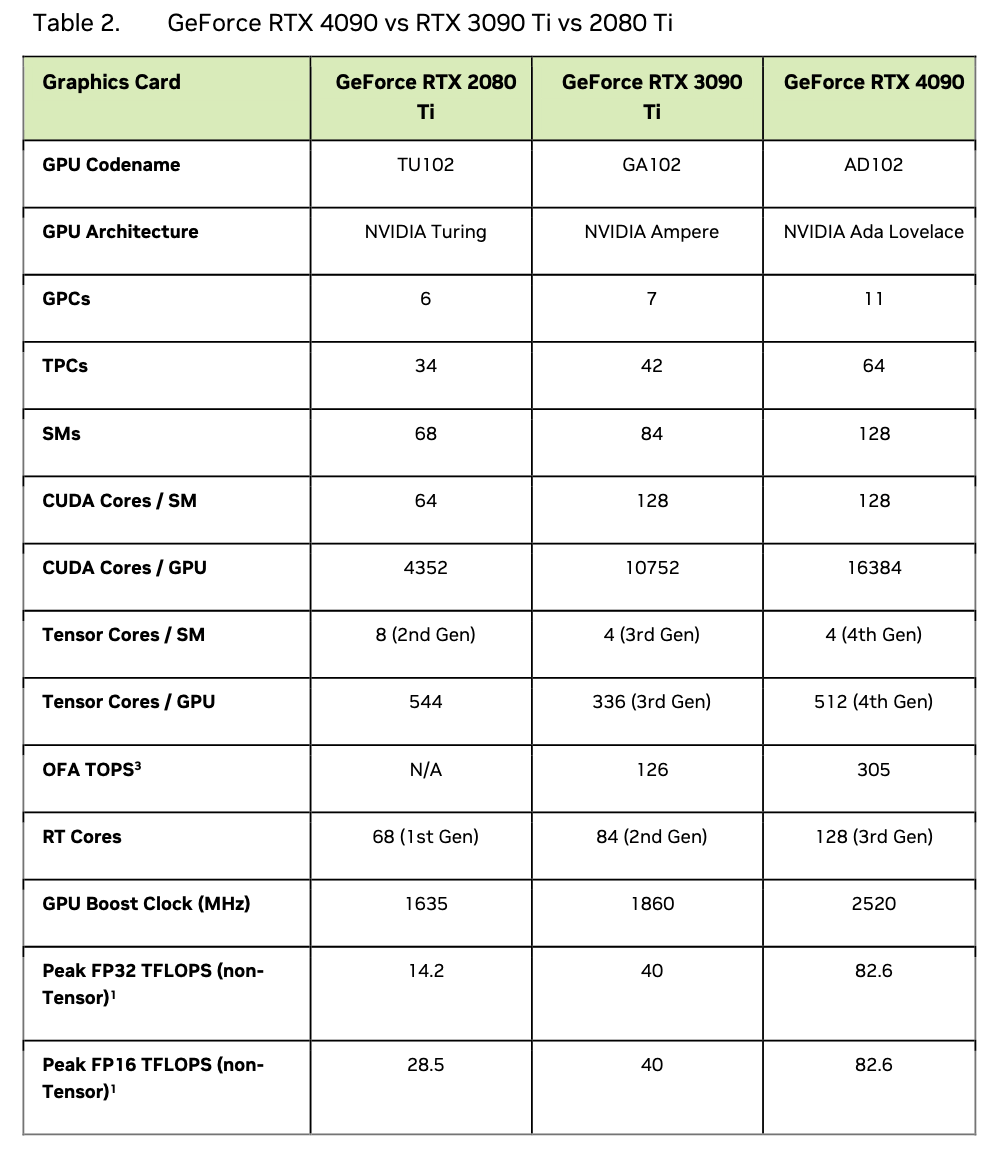 Table 2. GeForce RTX 4090 vs RTX 3090 Ti vs 2080 Ti
Graphics Card GeForce RTX 2080 Ti GeForce RTX 3090 Ti GeForce RTX 4090
GPU Codename TU102 GA102 AD102
GPU Architecture NVIDIA Turing NVIDIA Ampere NVIDIA Ada Lovelace
GPCs 6 7 11
TPCs 34 42 64
SMs 68 84 128
CUDA Cores / SM 64 128 128
CUDA Cores / GPU 4352 10752 16384
Tensor Cores / SM 8 (2nd Gen) 4 (3rd Gen) 4 (4th Gen)
Tensor Cores / GPU 544 336 (3rd Gen) 512 (4th Gen)
OFA TOPS³ N/A 126 305
RT Cores 68 (1st Gen) 84 (2nd Gen) 128 (3rd Gen)
GPU Boost Clock (MHz) 1635 1860 2520
Peak FP32 TFLOPS (non-Tensor)¹ 14.2 40 82.6
Peak FP16 TFLOPS (non-Tensor)¹ 28.5 40 82.6